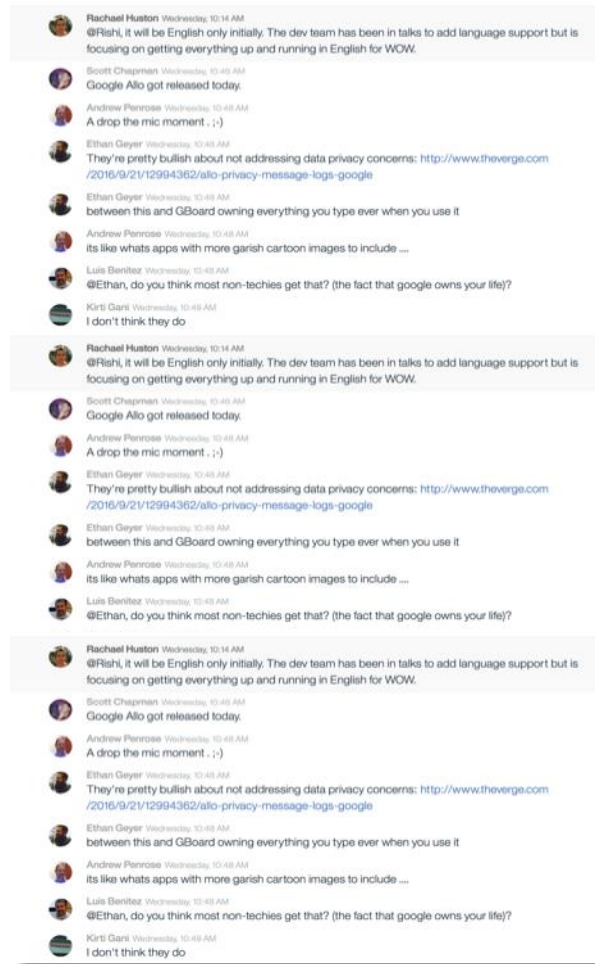 Rachael Huston Wednesday, 10:14 AM
@Rishi, it will be English only initially. The dev team has been in talks to add language support but is
focusing on getting everything up and running in English for WOW.
Scott Chapman Wednesday, 10:48 AM
Google Allo got released today.
Andrew Penrose Wednesday, 10:48 AM
A drop the mic moment . ;-)
Ethan Geyer Wednesday, 10:48 AM
They're pretty bullish about not addressing data privacy concerns: http://www.theverge.com
/2016/9/21/12994362/allo-privacy-message-logs-google
Ethan Geyer Wednesday, 10:48 AM
between this and GBoard owning everything you type ever when you use it
Andrew Penrose Wednesday, 10:48 AM
its like whats apps with more garish cartoon images to include ....
Luis Benitez Wednesday, 10:48 AM
@Ethan, do you think most non-techies get that? (the fact that google owns your life)?
Kirti Gani Wednesday, 10:49 AM
I don't think they do
Rachael Huston Wednesday, 10:14 AM
@Rishi, it will be English only initially. The dev team has been in talks to add language support but is
focusing on getting everything up and running in English for WOW.
Scott Chapman Wednesday, 10:48 AM
Google Allo got released today.
Andrew Penrose Wednesday, 10:48 AM
A drop the mic moment . ;-)
Ethan Geyer Wednesday, 10:48 AM
They're pretty bullish about not addressing data privacy concerns: http://www.theverge.com
/2016/9/21/12994362/allo-privacy-message-logs-google
Ethan Geyer Wednesday, 10:48 AM
between this and GBoard owning everything you type ever when you use it
Andrew Penrose Wednesday, 10:48 AM
its like whats apps with more garish cartoon images to include ....
Luis Benitez Wednesday, 10:48 AM
@Ethan, do you think most non-techies get that? (the fact that google owns your life)?
Rachael Huston Wednesday, 10:14 AM
@Rishi, it will be English only initially. The dev team has been in talks to add language support but is
focusing on getting everything up and running in English for WOW.
Scott Chapman Wednesday, 10:48 AM
Google Allo got released today.
Andrew Penrose Wednesday, 10:48 AM
A drop the mic moment . ;-)
Ethan Geyer Wednesday, 10:48 AM
They're pretty bullish about not addressing data privacy concerns: http://www.theverge.com
/2016/9/21/12994362/allo-privacy-message-logs-google
Ethan Geyer Wednesday, 10:48 AM
between this and GBoard owning everything you type ever when you use it
Andrew Penrose Wednesday, 10:48 AM
its like whats apps with more garish cartoon images to include ....
Luis Benitez Wednesday, 10:48 AM
@Ethan, do you think most non-techies get that? (the fact that google owns your life)?
Kirti Gani Wednesday, 10:49 AM
I don't think they do